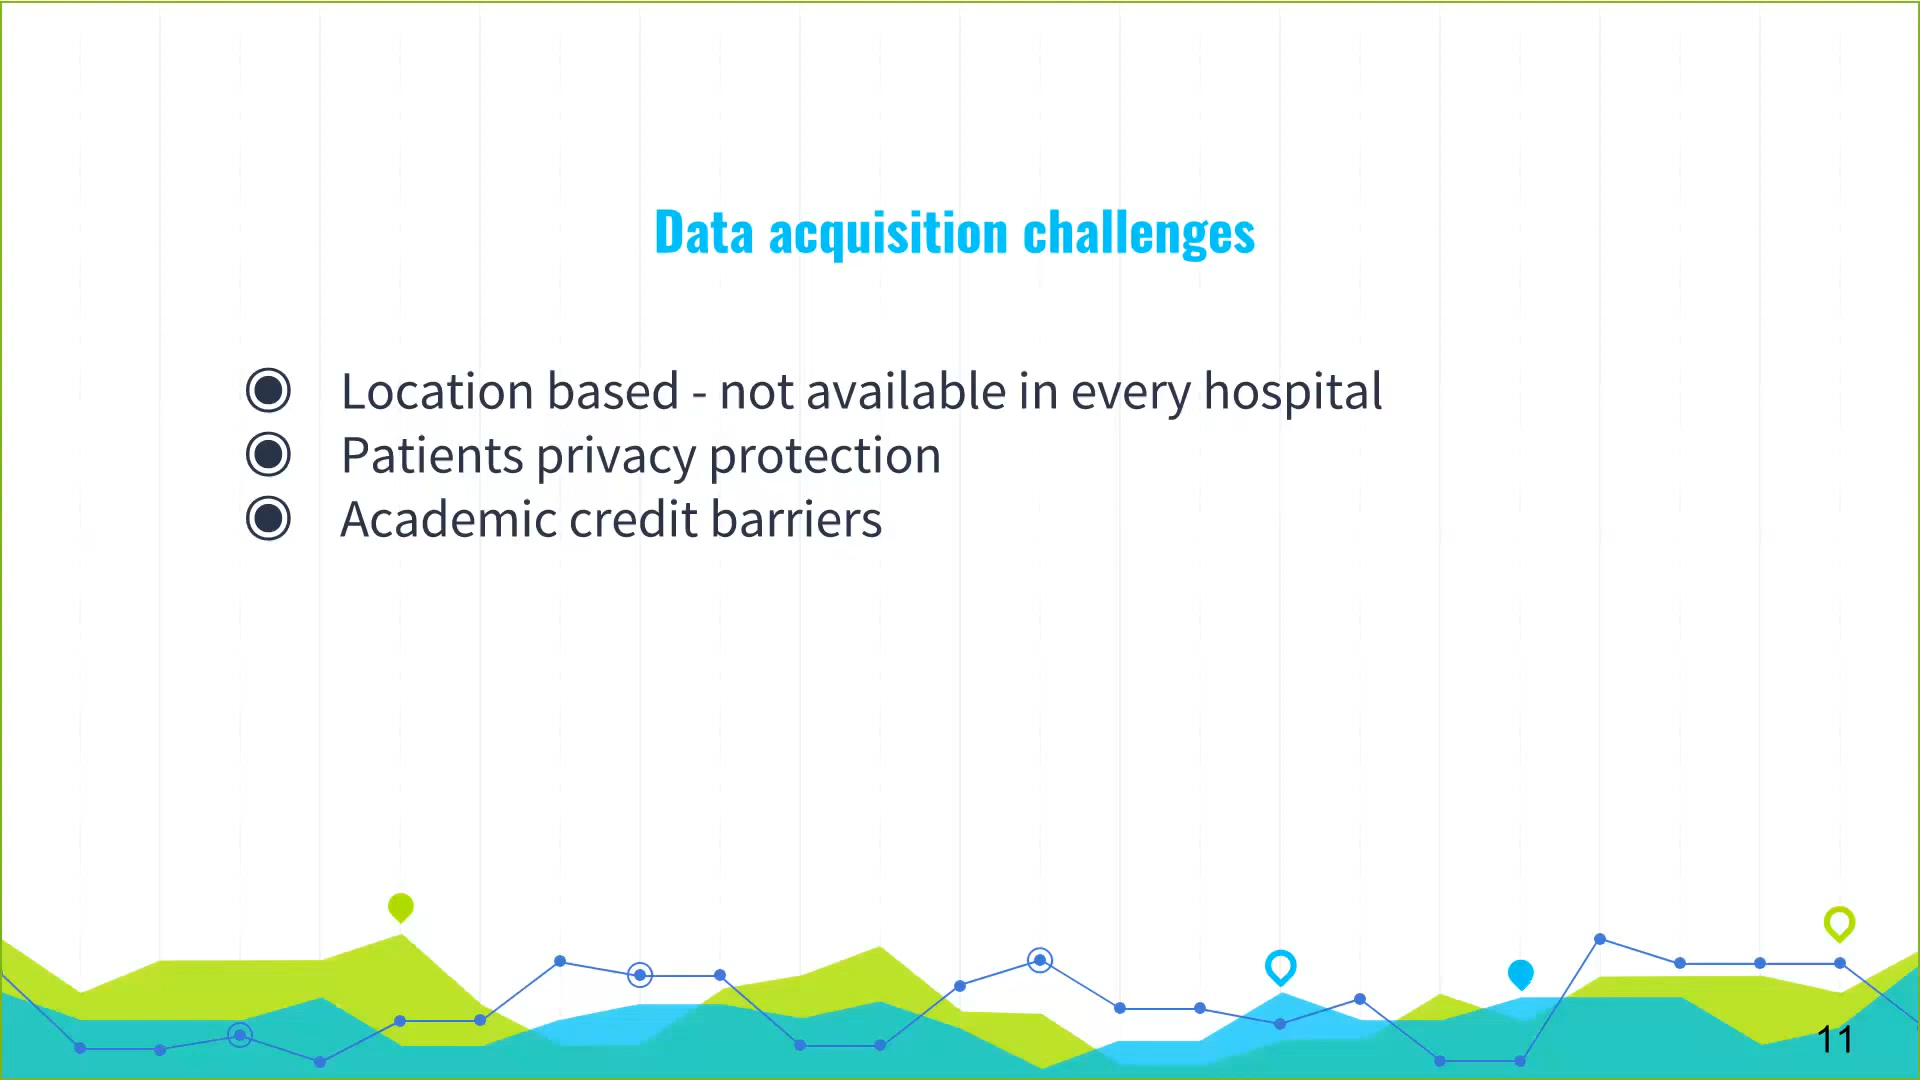 Data acquisition challenges
Location based - not available in every hospital
Patients privacy protection
Academic credit barriers
11